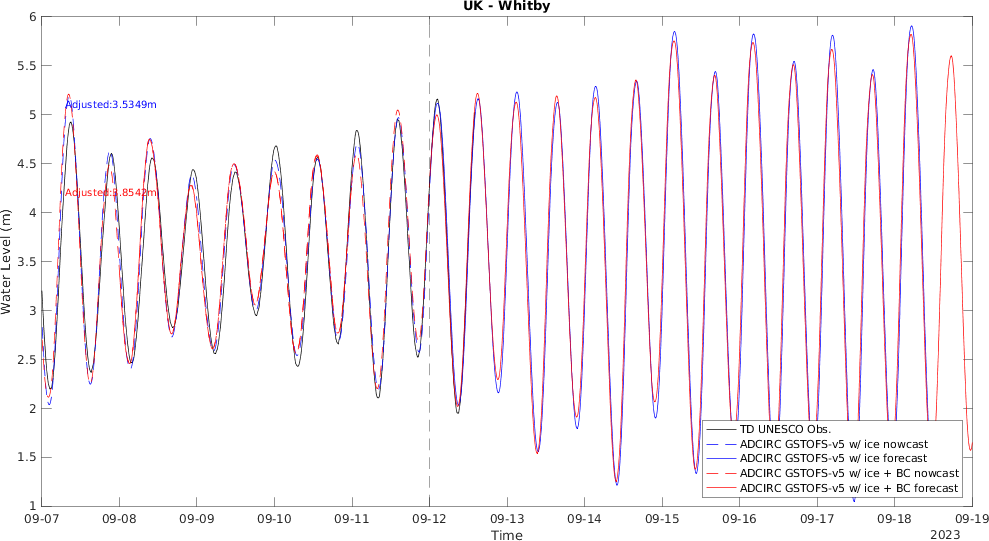 UK - Whitby
6
5.5
5
4.5
4
3.5
3
2.5
2
1.5
1
Water Level (m)
Adjusted:3.5349m
Adjusted:3.8542m
TD UNESCO Obs.
ADCIRC GSTOFS-v5 w/ ice nowcast
ADCIRC GSTOFS-v5 w/ ice forecast
ADCIRC GSTOFS-v5 w/ ice + BC nowcast
ADCIRC GSTOFS-v5 w/ ice + BC forecast
09-07 09-08 09-09 09-10 09-11 09-12 09-13 09-14 09-15 09-16 09-17 09-18 09-19
Time
2023